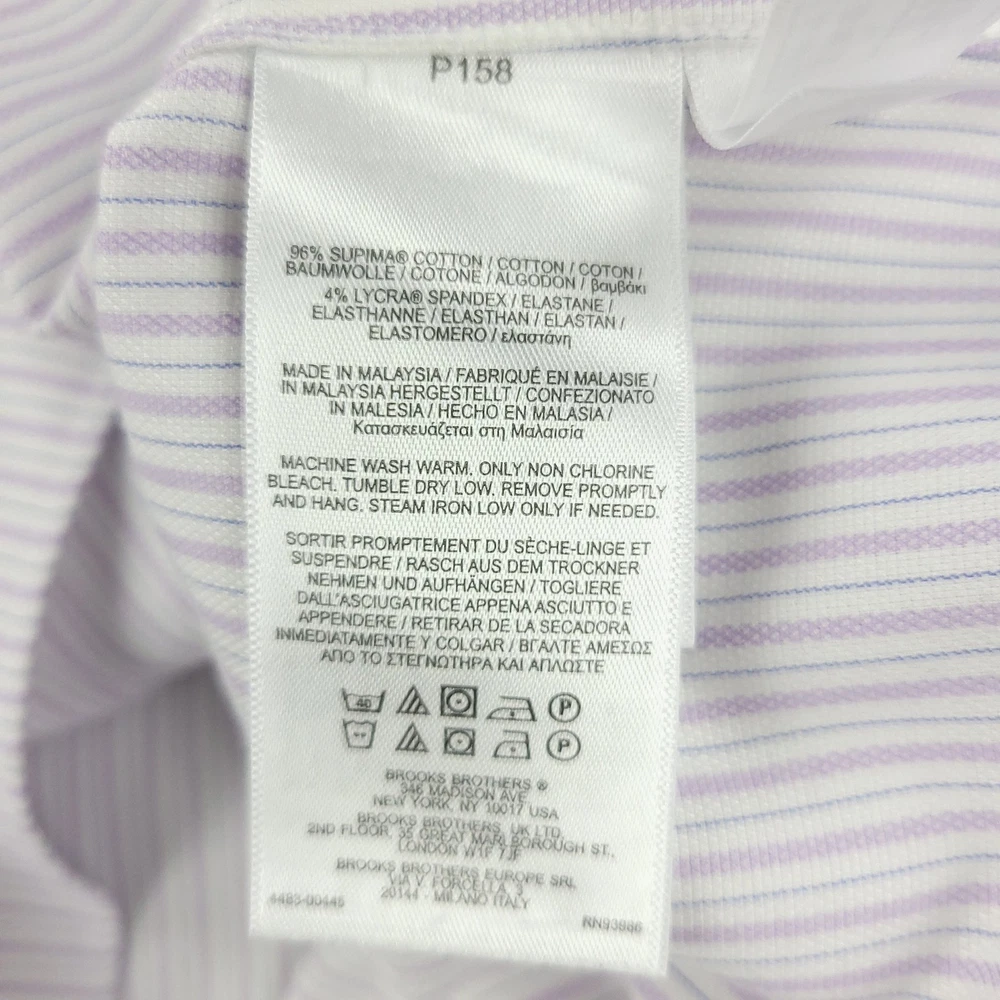 P158
96% SUPIMA® COTTON / COTTON / COTON /
BAUMWOLLE / COTONE / ALGODON / βαμβάκι
4% LYCRA® SPANDEX / ELASTANE /
ELASTHANNE / ELASTHAN / ELASTAN /
ELASTOMERO / ελαστάνη
MADE IN MALAYSIA / FABRIQUÉ EN MALAISIE /
IN MALAYSIA HERGESTELLT / CONFEZIONATO
IN MALESIA / HECHO EN MALASIA /
Κατασκευάζεται στη Μαλαισία
MACHINE WASH WARM. ONLY NON CHLORINE
BLEACH. TUMBLE DRY LOW. REMOVE PROMPTLY
AND HANG. STEAM IRON LOW ONLY IF NEEDED.
SORTIR PROMPTEMENT DU SÈCHE-LINGE ET
SUSPENDRE / RASCH AUS DEM TROCKNER
NEHMEN UND AUFHÄNGEN / TOGLIERE
DALL'ASCIUGATRICE APPENA ASCIUTTO E
APPENDERE / RETIRAR DE LA SECADORA
INMEDIATAMENTE Y COLGAR / ΒΓΑΛΤΕ ΑΜΕΣΩΣ
ΑΠΟ ΤΟ ΣΤΕΓΝΩΤΗΡΑ ΚΑΙ ΑΠΛΩΣΤΕ
40 P
P
BROOKS BROTHERS ®
346 MADISON AVE
NEW YORK, NY 10017 USA
BROOKS BROTHERS, UK LTD,
2ND FLOOR, 35 GREAT MARLBOROUGH ST.,
LONDON W1F 7JF
BROOKS BROTHERS EUROPE SRL
VIA V. FORCELLA, 3
20144 - MILANO ITALY
4483-00445
RN93986